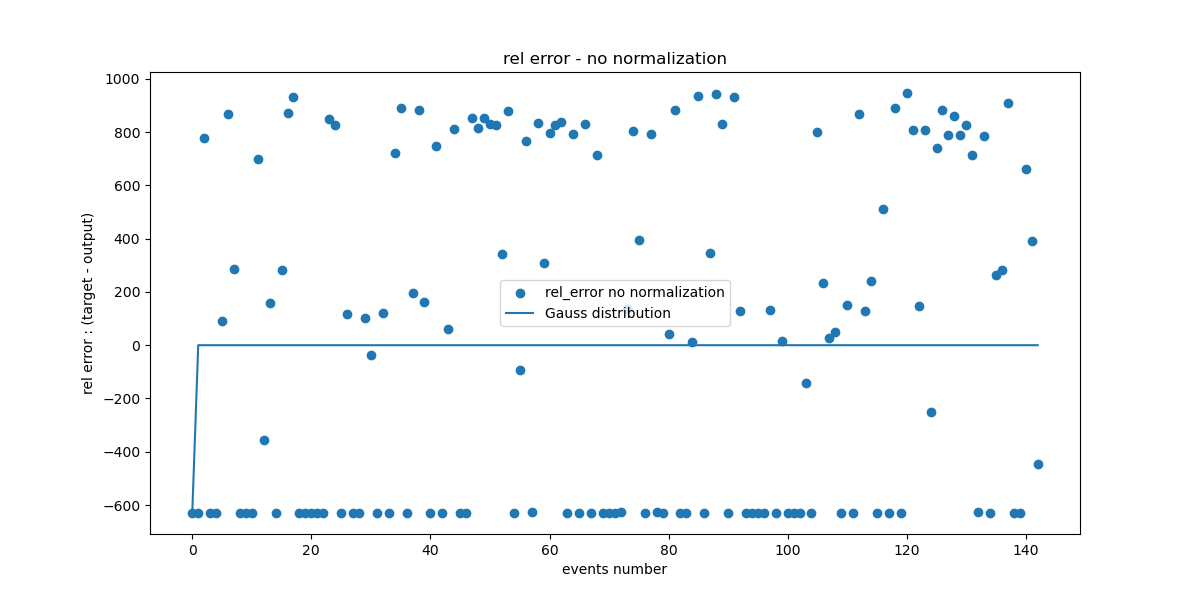 rel error - no normalization
1000
800
600
400
200
0
−200
−400
−600
rel error : (target - output)
rel_error no normalization
Gauss distribution
0 20 40 60 80 100 120 140
events number